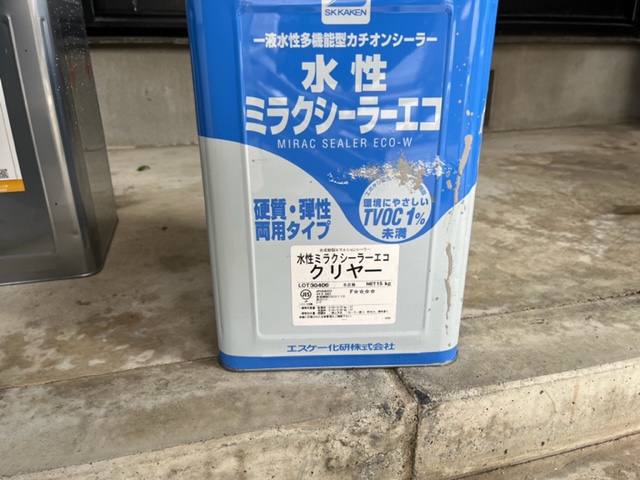 SK KAKEN
一液水性多機能型カチオンシーラー
水性
ミラクシーラーエコ
MIRAC SEALER ECO-W
硬質・弾性
両用タイプ
環境にやさしい
TVOC 1%
未満
水性ミラクシーラーエコ
クリヤー
LOT30406
NET15kg
F☆☆☆☆
エスケー化研株式会社